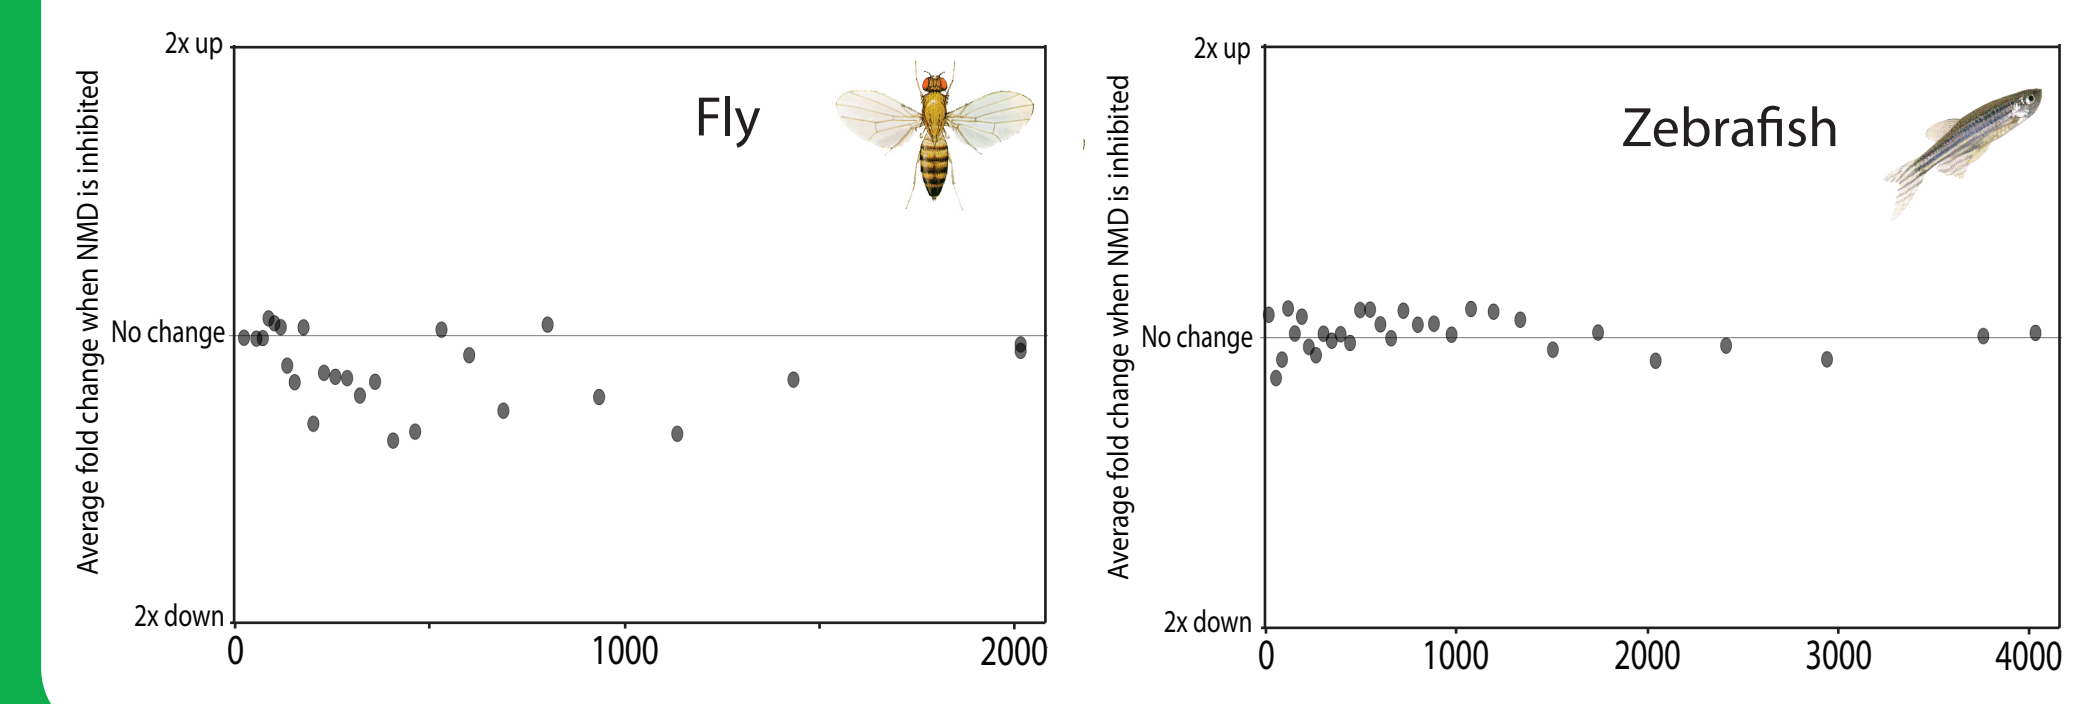 2x up
Fly
Average fold change when NMD is inhibited
No change
2x down
0 1000 2000
2x up
Zebrafish
Average fold change when NMD is inhibited
No change
2x down
0 1000 2000 3000 4000